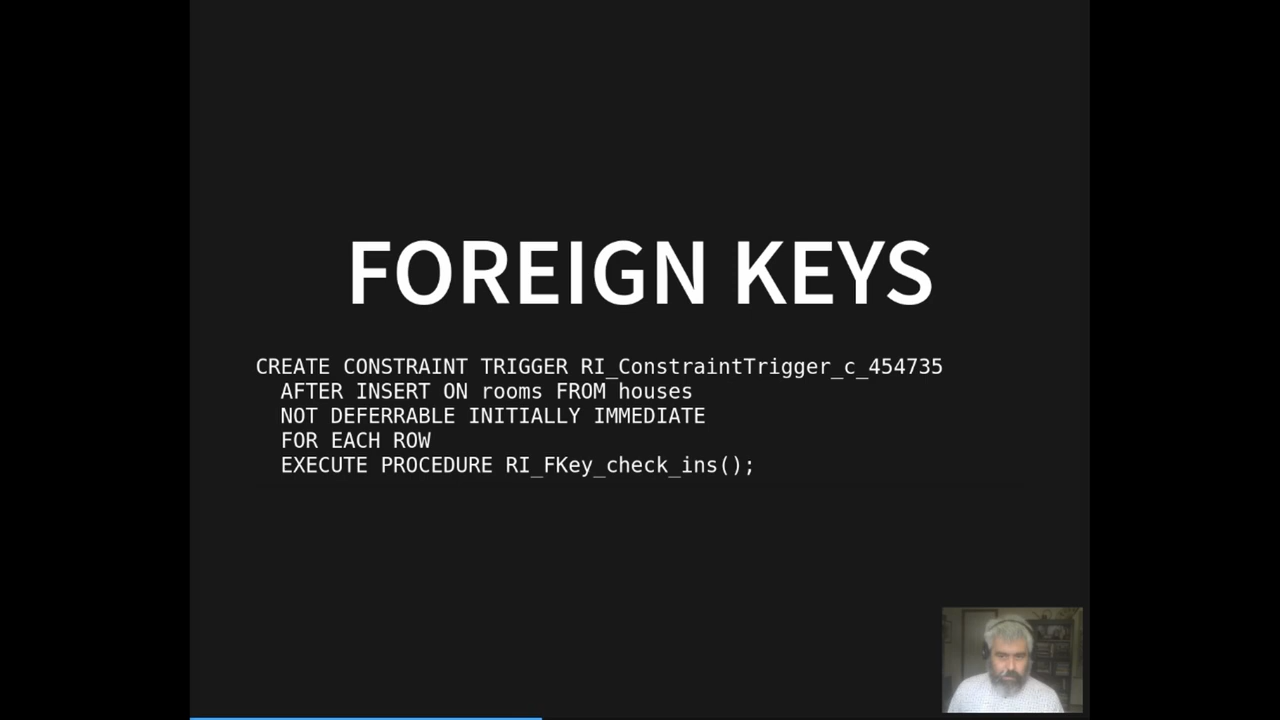 FOREIGN KEYS
CREATE CONSTRAINT TRIGGER RI_ConstraintTrigger_c_454735
  AFTER INSERT ON rooms FROM houses
  NOT DEFERRABLE INITIALLY IMMEDIATE
  FOR EACH ROW
  EXECUTE PROCEDURE RI_FKey_check_ins();